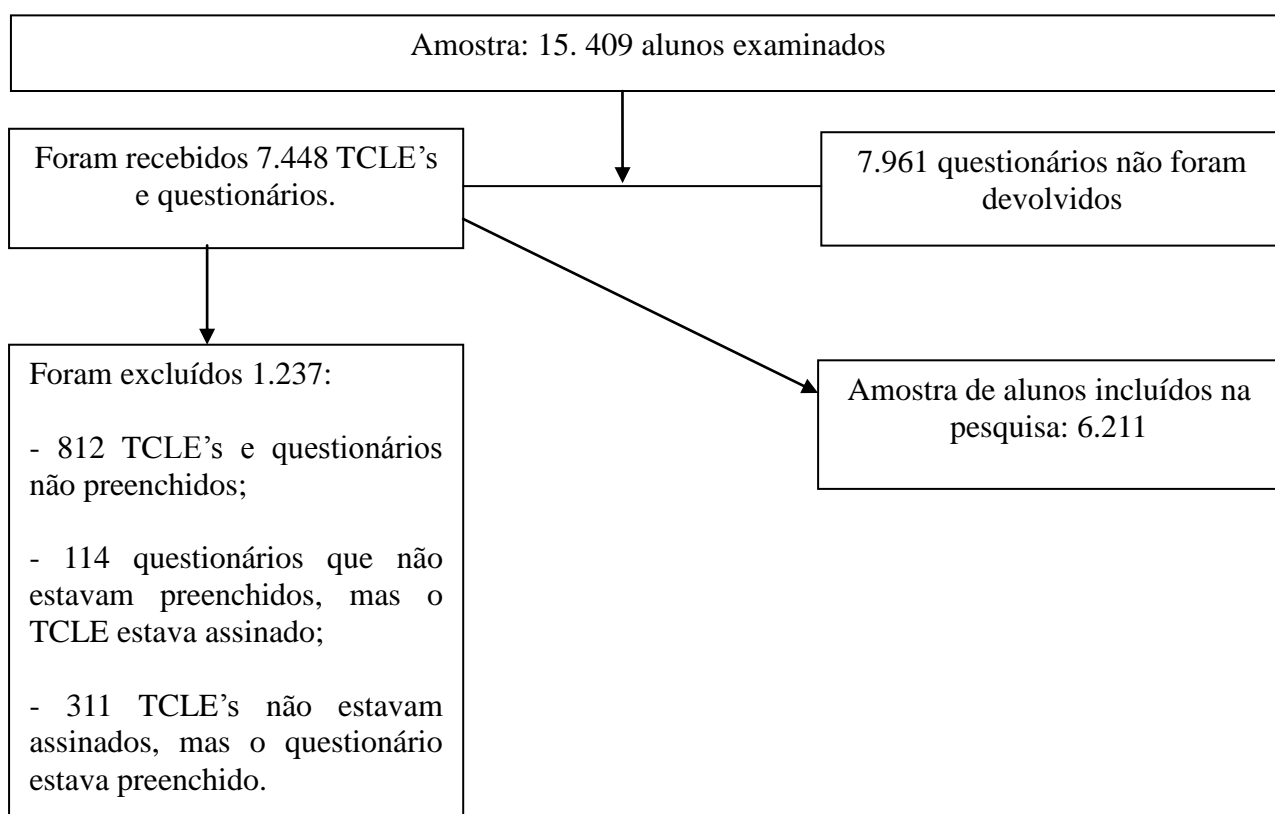 Amostra: 15. 409 alunos examinados
Foram recebidos 7.448 TCLE’s
e questionários.
7.961 questionários não foram
devolvidos
Foram excluídos 1.237:
- 812 TCLE’s e questionários
não preenchidos;
- 114 questionários que não
estavam preenchidos, mas o
TCLE estava assinado;
- 311 TCLE’s não estavam
assinados, mas o questionário
estava preenchido.
Amostra de alunos incluídos na
pesquisa: 6.211